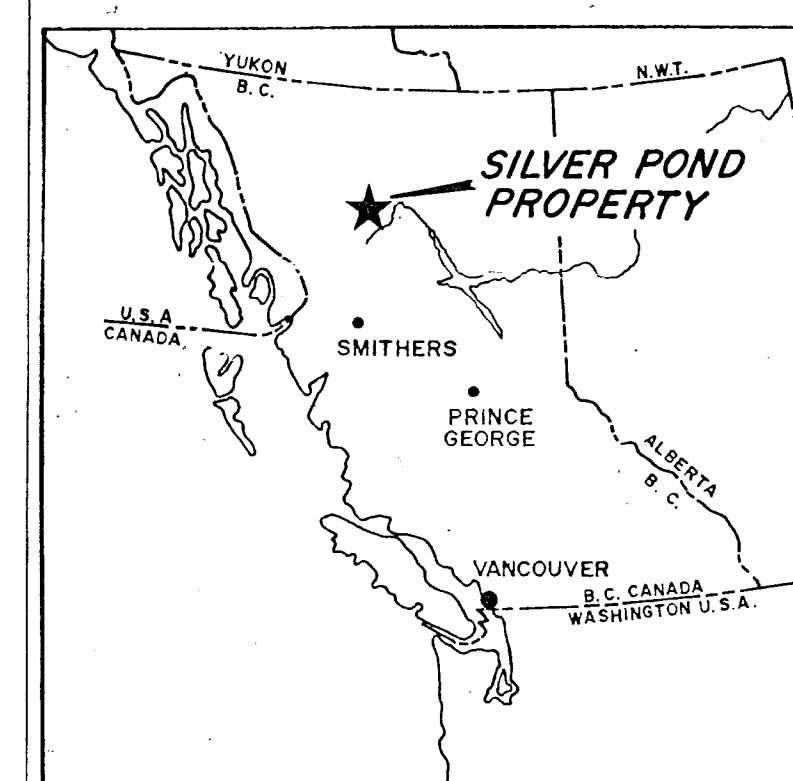 YUKON
B. C.
N.W.T.
SILVER POND
PROPERTY
U.S.A
CANADA
SMITHERS
PRINCE
GEORGE
ALBERTA
B. C.
VANCOUVER
B.C. CANADA
WASHINGTON U.S.A.